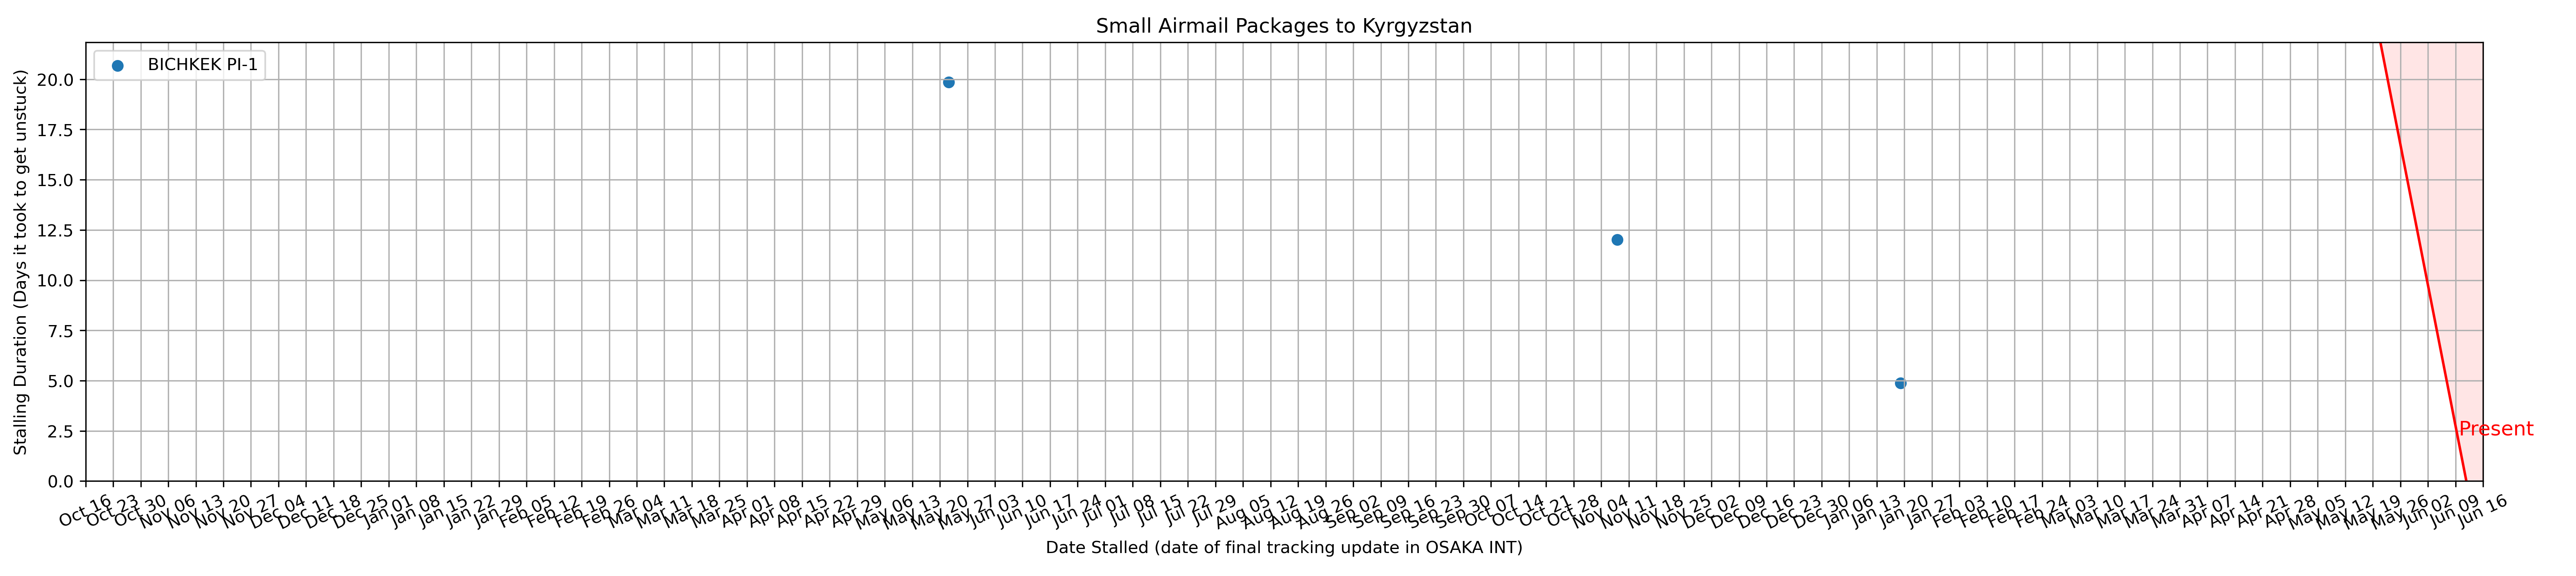 Small Airmail Packages to Kyrgyzstan
BICHKEK PI-1
Stalling Duration (Days it took to get unstuck)
20.0
17.5
15.0
12.5
10.0
7.5
5.0
2.5
0.0
Present
Oct 16
Oct 23
Oct 30
Nov 06
Nov 13
Nov 20
Nov 27
Dec 04
Dec 11
Dec 18
Dec 25
Jan 01
Jan 08
Jan 15
Jan 22
Jan 29
Feb 05
Feb 12
Feb 19
Feb 26
Mar 04
Mar 11
Mar 18
Mar 25
Apr 01
Apr 08
Apr 15
Apr 22
Apr 29
May 06
May 13
May 20
May 27
Jun 03
Jun 10
Jun 17
Jun 24
Jul 01
Jul 08
Jul 15
Jul 22
Jul 29
Aug 05
Aug 12
Aug 19
Aug 26
Sep 02
Sep 09
Sep 16
Sep 23
Sep 30
Oct 07
Oct 14
Oct 21
Oct 28
Nov 04
Nov 11
Nov 18
Nov 25
Dec 02
Dec 09
Dec 16
Dec 23
Dec 30
Jan 06
Jan 13
Jan 20
Jan 27
Feb 03
Feb 10
Feb 17
Feb 24
Mar 03
Mar 10
Mar 17
Mar 24
Mar 31
Apr 07
Apr 14
Apr 21
Apr 28
May 05
May 12
May 19
May 26
Jun 02
Jun 09
Jun 16
Date Stalled (date of final tracking update in OSAKA INT)